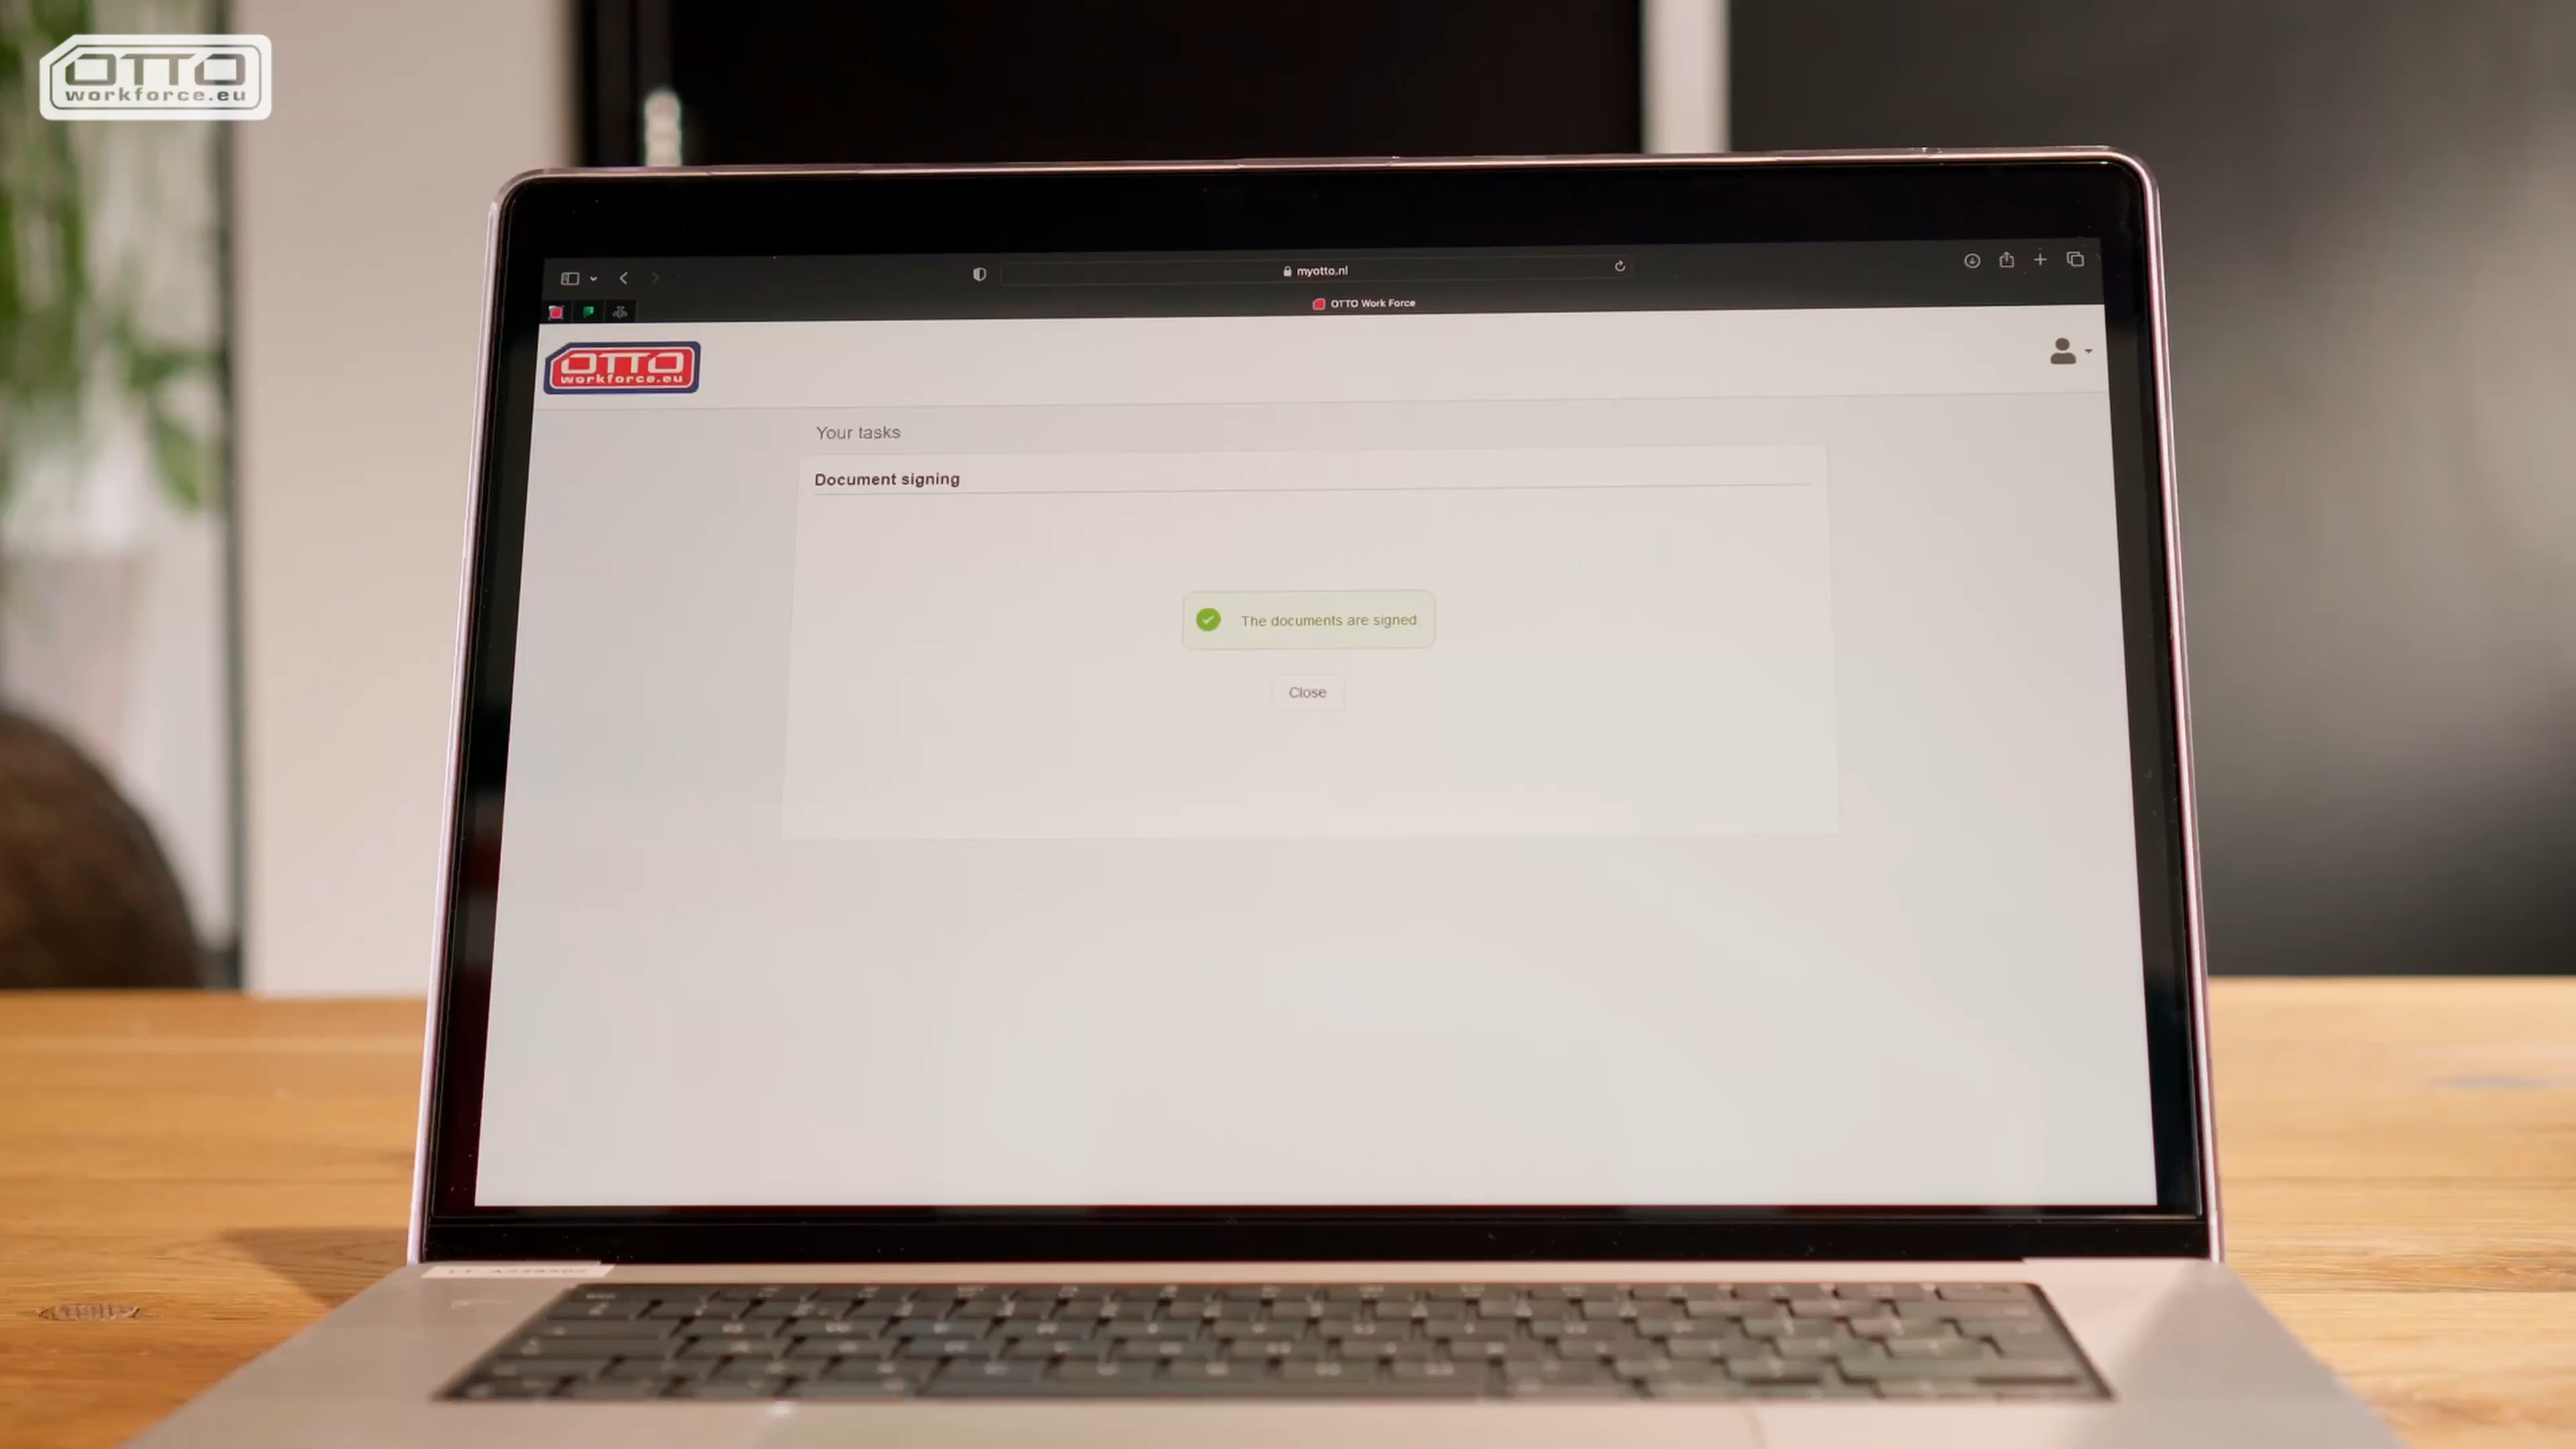 OTTO
workforce.eu
myotto.nl
OTTO Work Force
OTTO
workforce.eu
Your tasks
Document signing
The documents are signed
Close